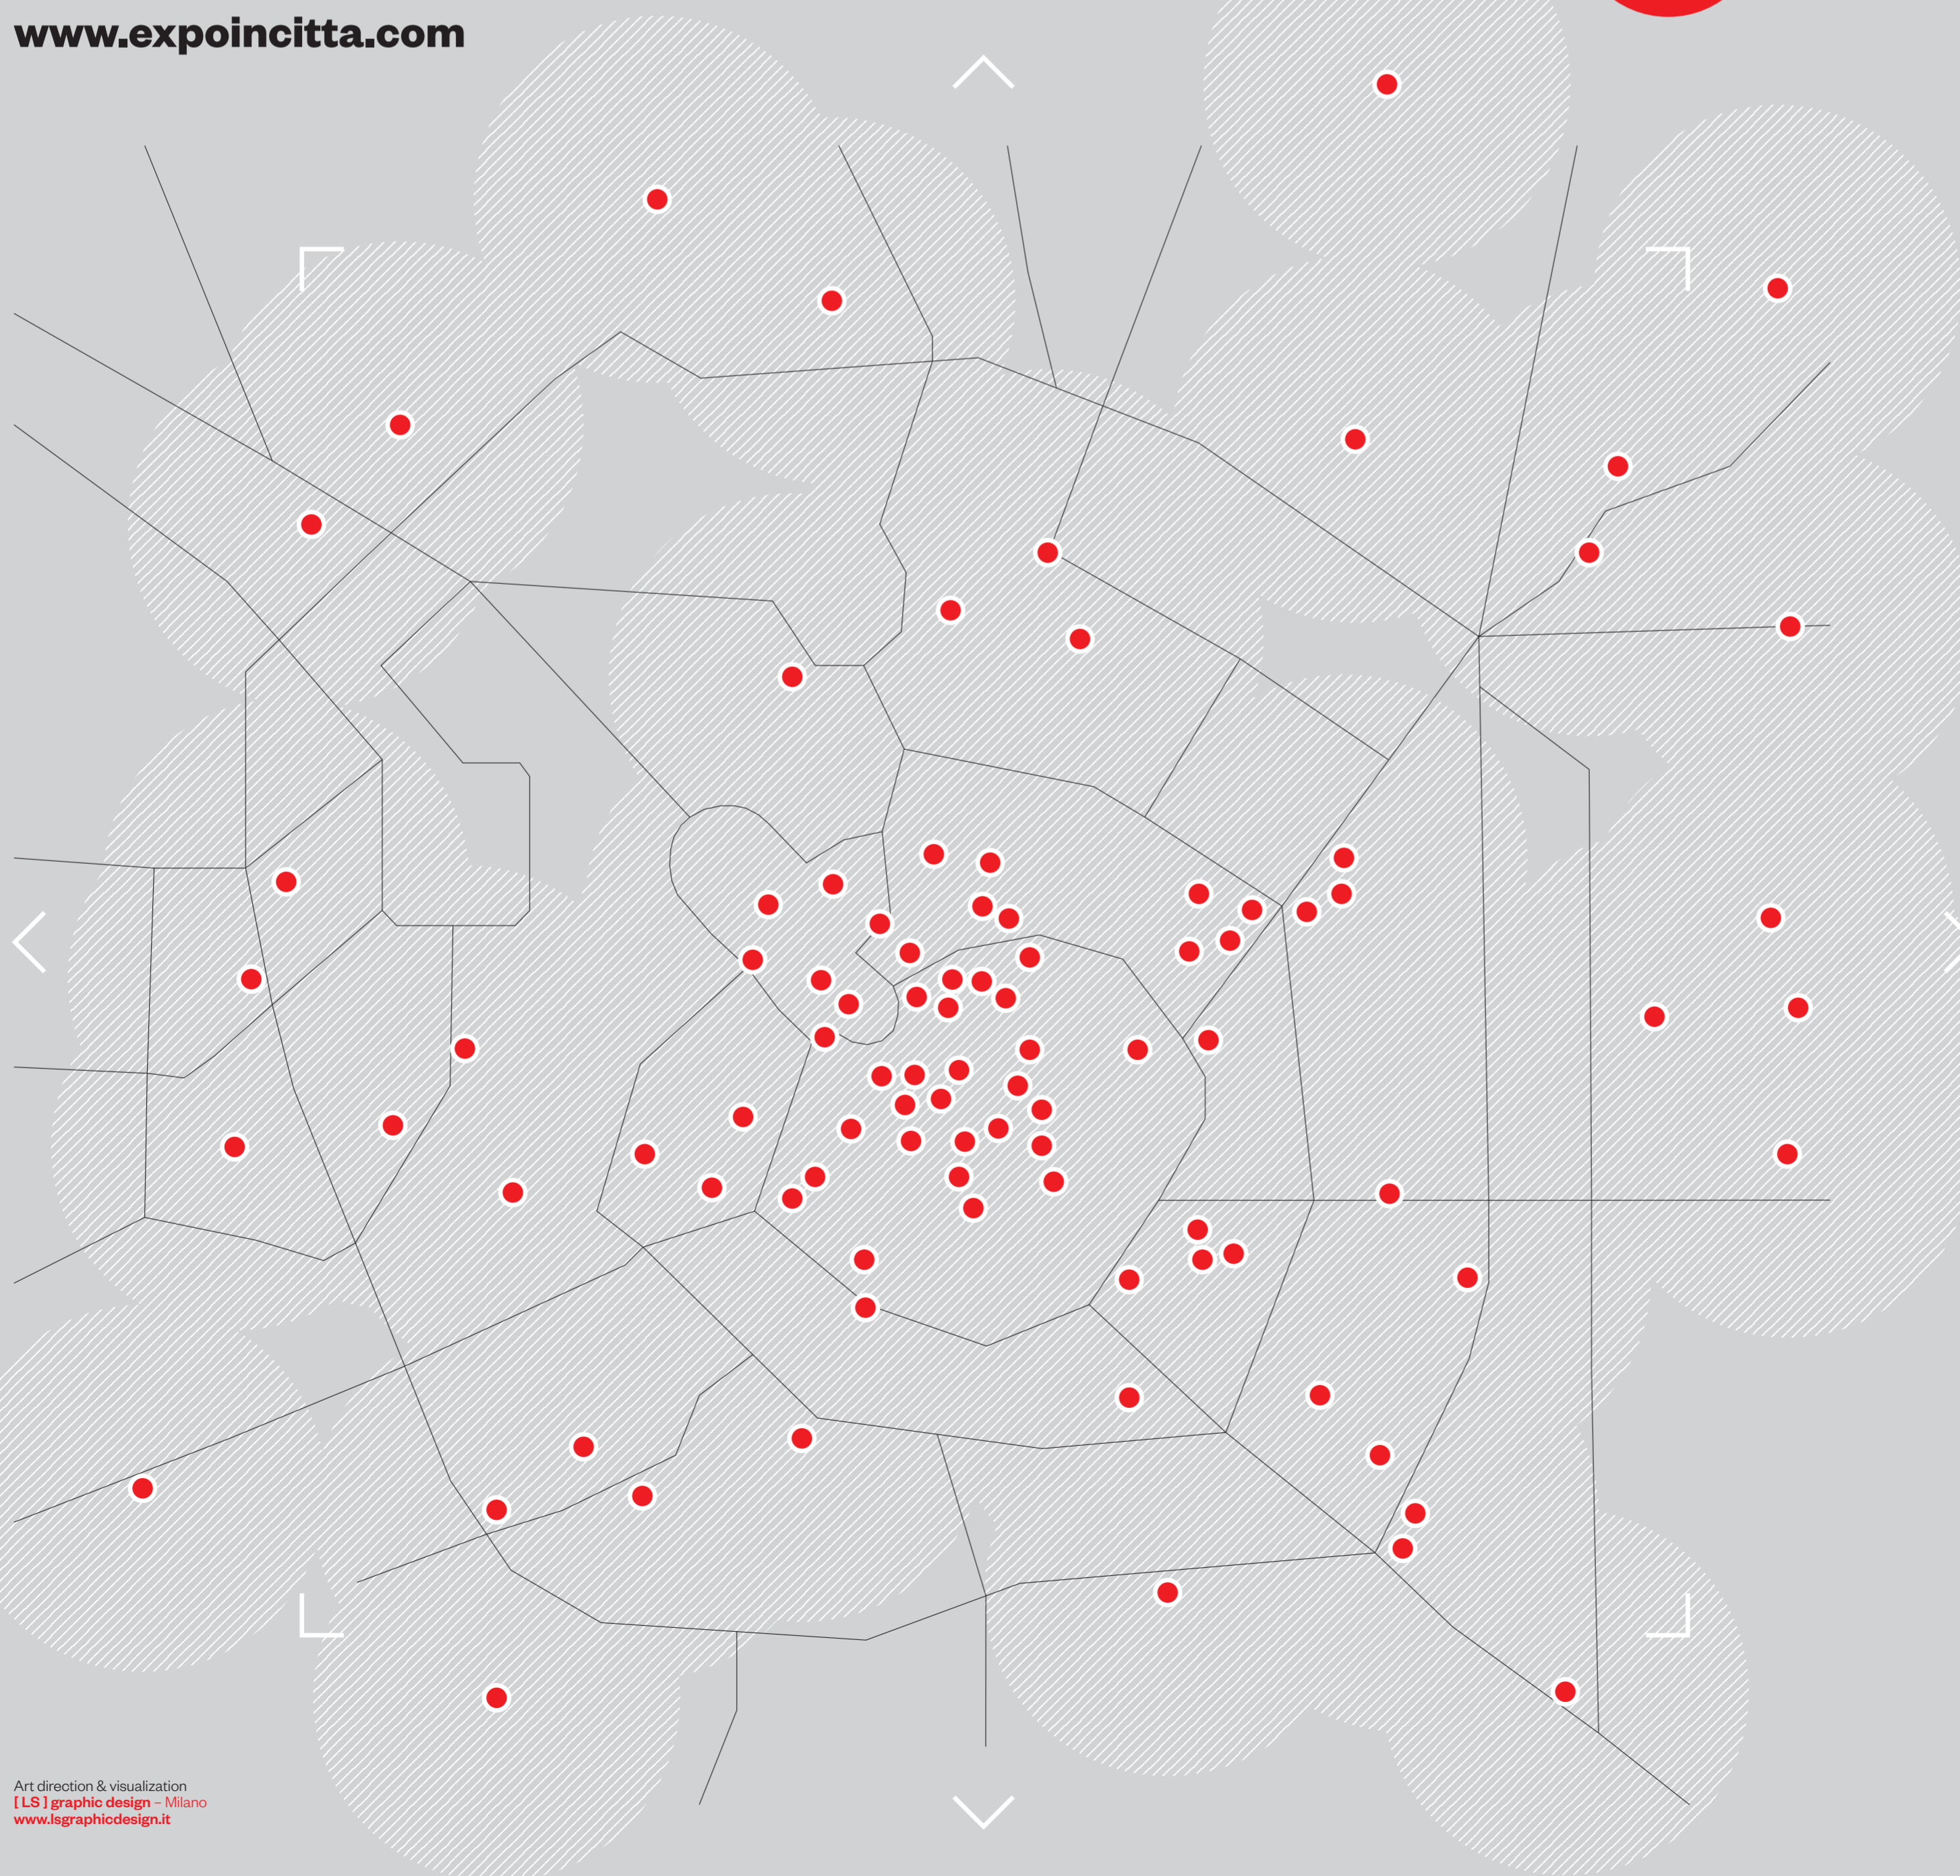 www.expoincitta.com
Art direction & visualization
[ LS ] graphic design – Milano
www.lsgraphicdesign.it